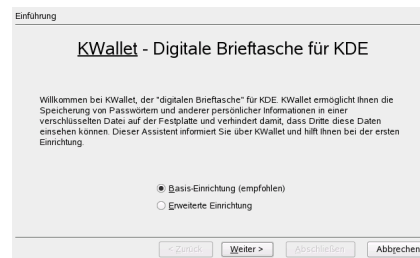 Einführung
KWallet - Digitale Brieftasche für KDE
Willkommen bei KWallet, der "digitalen Brieftasche" für KDE. KWallet ermöglicht Ihnen die
Speicherung von Passwörtern und anderer persönlicher Informationen in einer
verschlüsselten Datei auf der Festplatte und verhindert damit, dass Dritte diese Daten
einsehen können. Dieser Assistent informiert Sie über KWallet und hilft Ihnen bei der ersten
Einrichtung.
Basis-Einrichtung (empfohlen)
Erweiterte Einrichtung
< Zurück Weiter > Abschließen Abbrechen